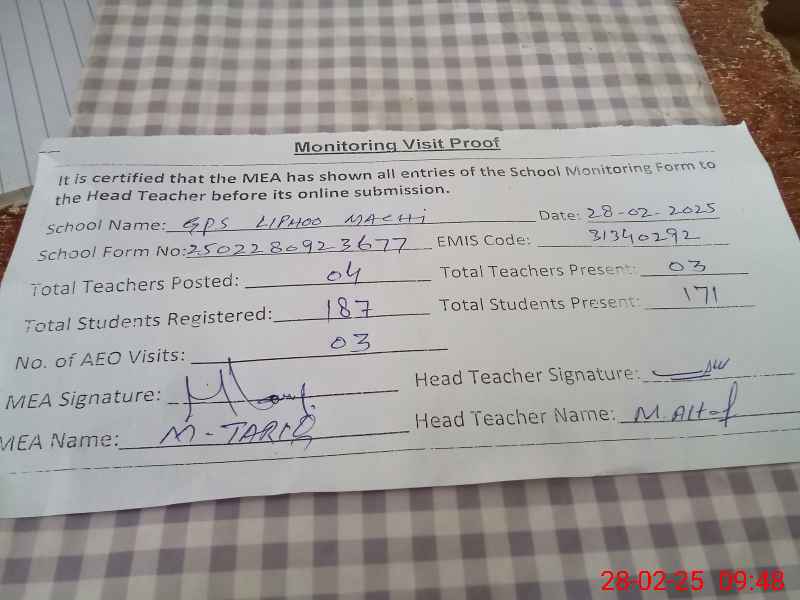 Monitoring Visit Proof
It is certified that the MEA has shown all entries of the School Monitoring Form to
the Head Teacher before its online submission.
School Name: GPS LIPHOO MACHi Date: 28-02-2025
School Form No: 2502280923677 EMIS Code: 31340292
Total Teachers Posted: 04 Total Teachers Present: 03
Total Students Registered: 187 Total Students Present: 171
No. of AEO Visits: 03
MEA Signature: Head Teacher Signature:
MEA Name: M-TARIQ Head Teacher Name: M. Altaf
28-02-25 09:48